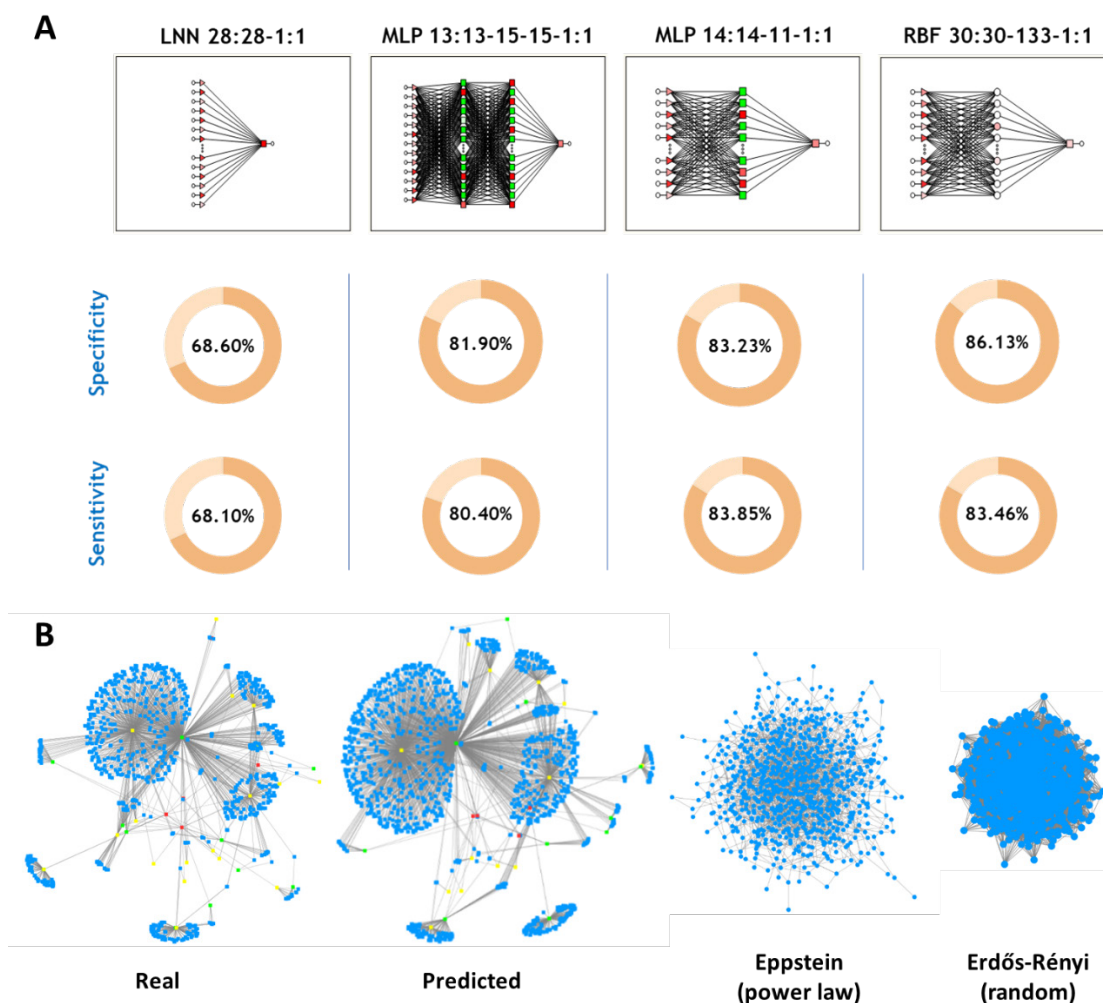 A
LNN 28:28-1:1
MLP 13:13-15-15-1:1
MLP 14:14-11-1:1
RBF 30:30-133-1:1
Specificity
68.60%
81.90%
83.23%
86.13%
Sensitivity
68.10%
80.40%
83.85%
83.46%
B
Real
Predicted
Eppstein
(power law)
Erdős-Rényi
(random)